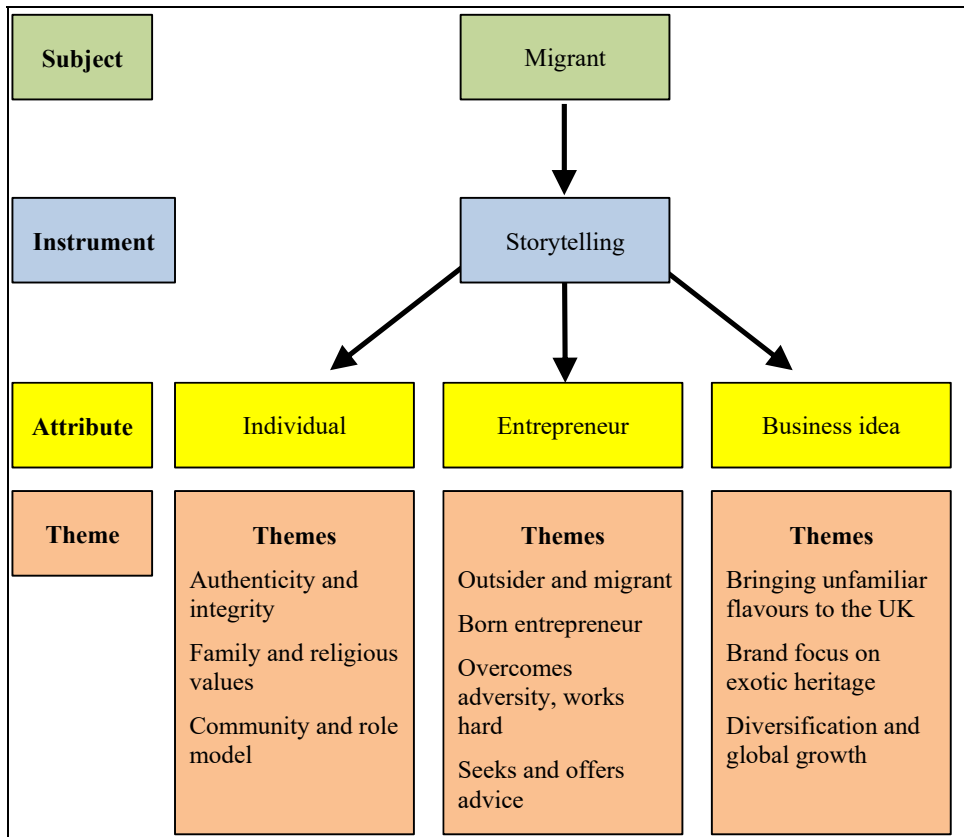 Subject
Migrant
Instrument
Storytelling
Attribute
Individual
Entrepreneur
Business idea
Theme
Themes
Authenticity and
integrity
Family and religious
values
Community and role
model
Themes
Outsider and migrant
Born entrepreneur
Overcomes
adversity, works
hard
Seeks and offers
advice
Themes
Bringing unfamiliar
flavours to the UK
Brand focus on
exotic heritage
Diversification and
global growth